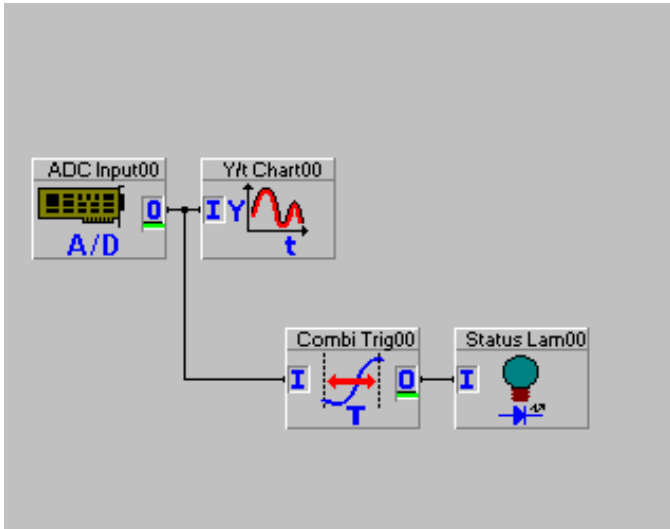 ADC Input00
O
A/D
Y/t Chart00
I
Y
t
Combi Trig00
I
O
T
Status Lam00
I